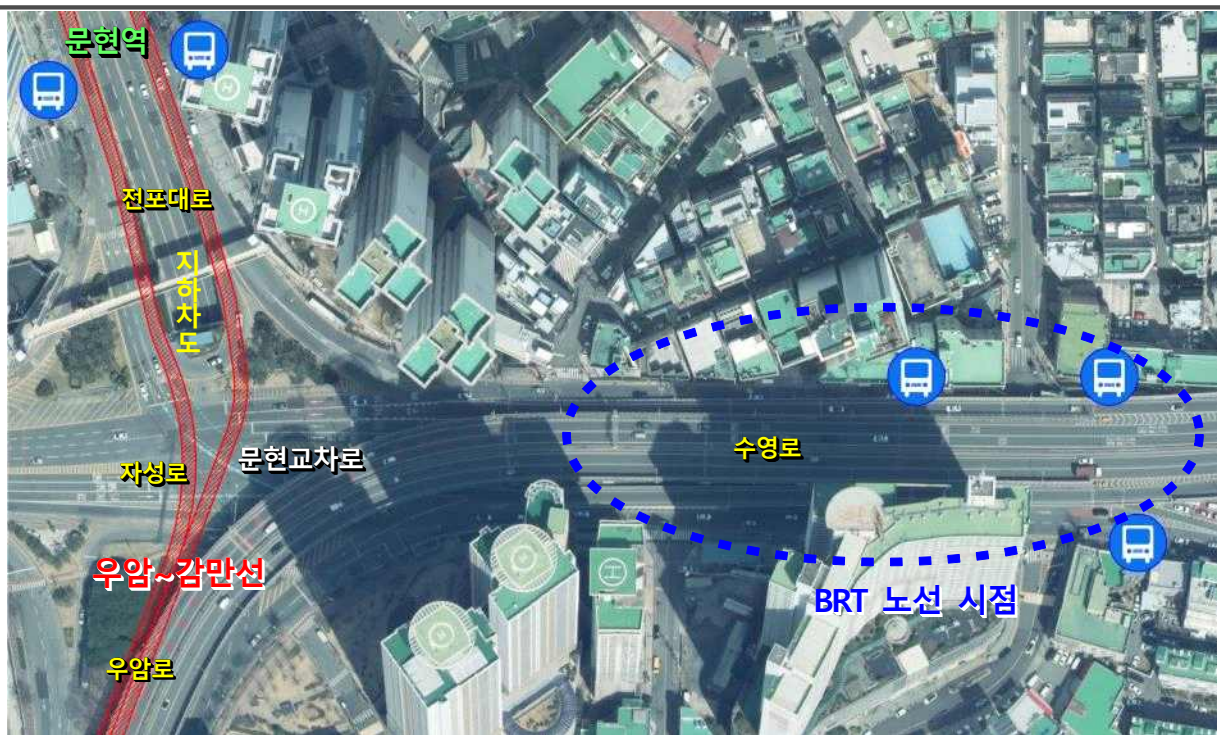 문현역
전포대로
지하차도
자성로
문현교차로
수영로
우암~감만선
BRT 노선 시점
우암로